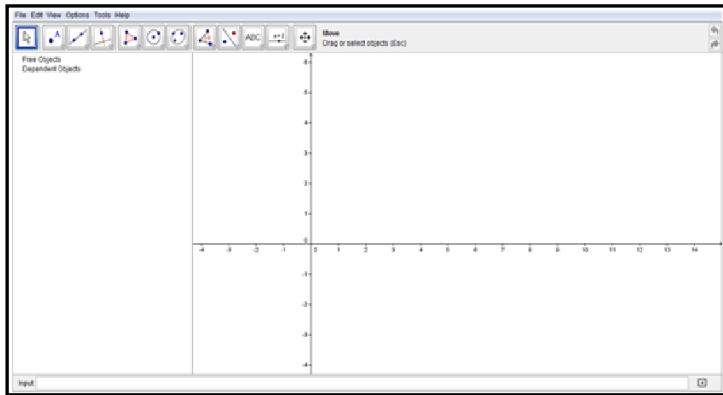 File Edit View Options Tools Help
A
ABC
a=1
Move
Drag or select objects (Esc)
Free Objects
Dependent Objects
6
5
4
3
2
1
0
-4 -3 -2 -1 0 1 2 3 4 5 6 7 8 9 10 11 12 13 14
-1
-2
-3
-4
Input